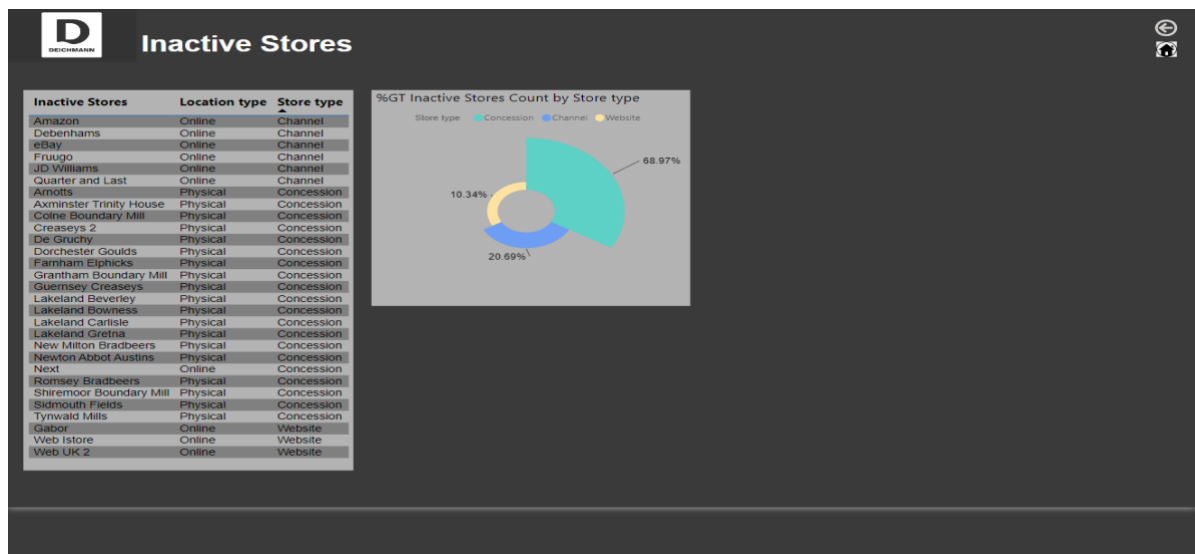 D
DEICHMANN
Inactive Stores
Inactive Stores Location type Store type
Amazon Online Channel
Debenhams Online Channel
eBay Online Channel
Fruugo Online Channel
JD Williams Online Channel
Quarter and Last Online Channel
Arnotts Physical Concession
Axminster Trinity House Physical Concession
Colne Boundary Mill Physical Concession
Creaseys 2 Physical Concession
De Gruchy Physical Concession
Dorchester Goulds Physical Concession
Farnham Elphicks Physical Concession
Grantham Boundary Mill Physical Concession
Guernsey Creaseys Physical Concession
Lakeland Beverley Physical Concession
Lakeland Bowness Physical Concession
Lakeland Carlisle Physical Concession
Lakeland Gretna Physical Concession
New Milton Bradbeers Physical Concession
Newton Abbot Austins Physical Concession
Next Online Concession
Romsey Bradbeers Physical Concession
Shiremoor Boundary Mill Physical Concession
Sidmouth Fields Physical Concession
Tynwald Mills Physical Concession
Gabor Online Website
Web Istore Online Website
Web UK 2 Online Website
%GT Inactive Stores Count by Store type
Store type Concession Channel Website
68.97%
10.34%
20.69%